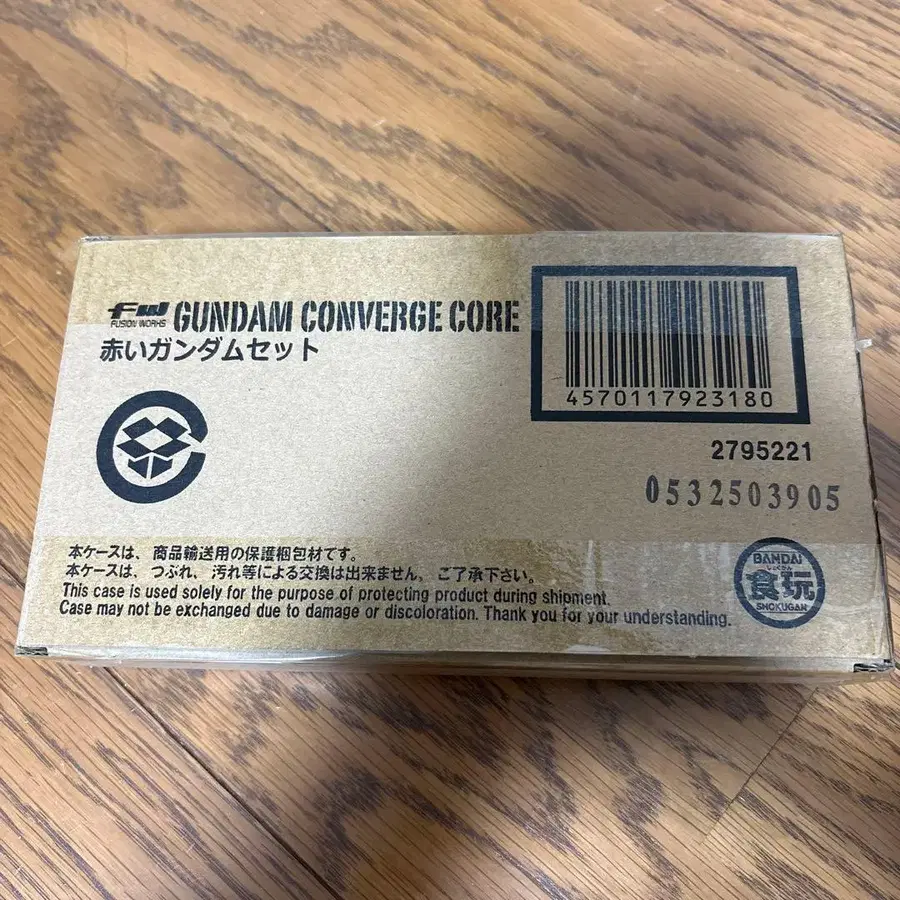 FW GUNDAM CONVERGE CORE
FUSION WORKS
赤いガンダムセット
4570117923180
2795221
0532503905
本ケースは、商品輸送用の保護梱包材です。
本ケースは、つぶれ、汚れ等による交換は出来ません。ご了承下さい。
This case is used solely for the purpose of protecting product during shipment.
Case may not be exchanged due to damage or discoloration. Thank you for your understanding.
BANDAI
しょくがん
食玩
SHOKUGAN